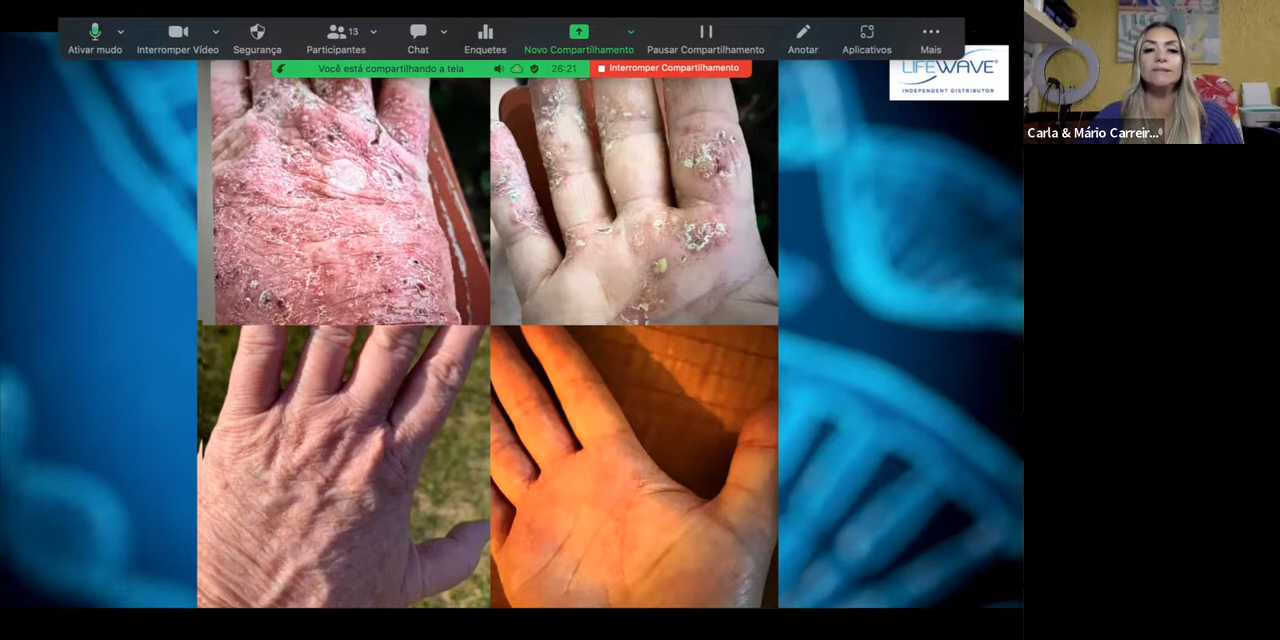 Ativar mudo
Interromper Vídeo
Segurança
13
Participantes
Chat
Enquetes
Novo Compartilhamento
Pausar Compartilhamento
Anotar
Aplicativos
Mais
Você está compartilhando a tela
26-21
Interromper Compartilhamento
LIFEWAVE®
INDEPENDENT DISTRIBUTOR
Carla & Mário Carreir...